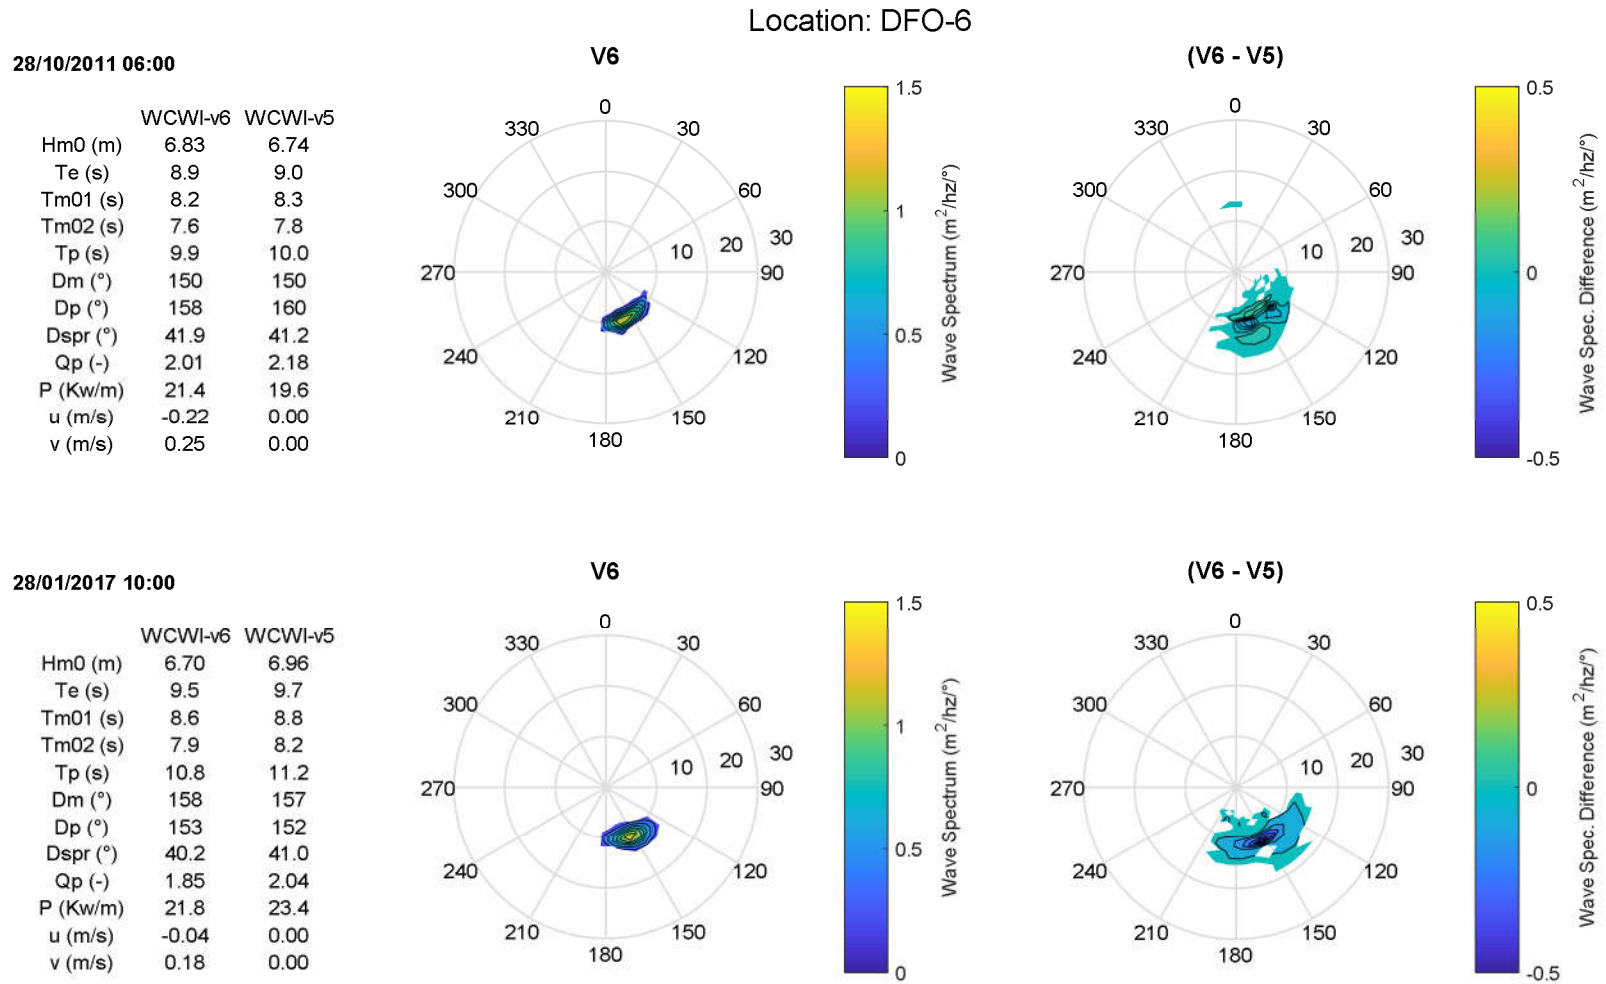 Location: DFO-6
28/10/2011 06:00
WCWI-v6 WCWI-v5
Hm0 (m) 6.83 6.74
Te (s) 8.9 9.0
Tm01 (s) 8.2 8.3
Tm02 (s) 7.6 7.8
Tp (s) 9.9 10.0
Dm (°) 150 150
Dp (°) 158 160
Dspr (°) 41.9 41.2
Qp (-) 2.01 2.18
P (Kw/m) 21.4 19.6
u (m/s) -0.22 0.00
v (m/s) 0.25 0.00
V6
0
30
60
90
120
150
180
210
240
270
300
330
10 20 30
1.5
1
0.5
0
Wave Spectrum (m²/hz/°)
(V6 - V5)
0
30
60
90
120
150
180
210
240
270
300
330
10 20 30
0.5
0
-0.5
Wave Spec. Difference (m²/hz/°)
28/01/2017 10:00
WCWI-v6 WCWI-v5
Hm0 (m) 6.70 6.96
Te (s) 9.5 9.7
Tm01 (s) 8.6 8.8
Tm02 (s) 7.9 8.2
Tp (s) 10.8 11.2
Dm (°) 158 157
Dp (°) 153 152
Dspr (°) 40.2 41.0
Qp (-) 1.85 2.04
P (Kw/m) 21.8 23.4
u (m/s) -0.04 0.00
v (m/s) 0.18 0.00
V6
0
30
60
90
120
150
180
210
240
270
300
330
10 20 30
1.5
1
0.5
0
Wave Spectrum (m²/hz/°)
(V6 - V5)
0
30
60
90
120
150
180
210
240
270
300
330
10 20 30
0.5
0
-0.5
Wave Spec. Difference (m²/hz/°)